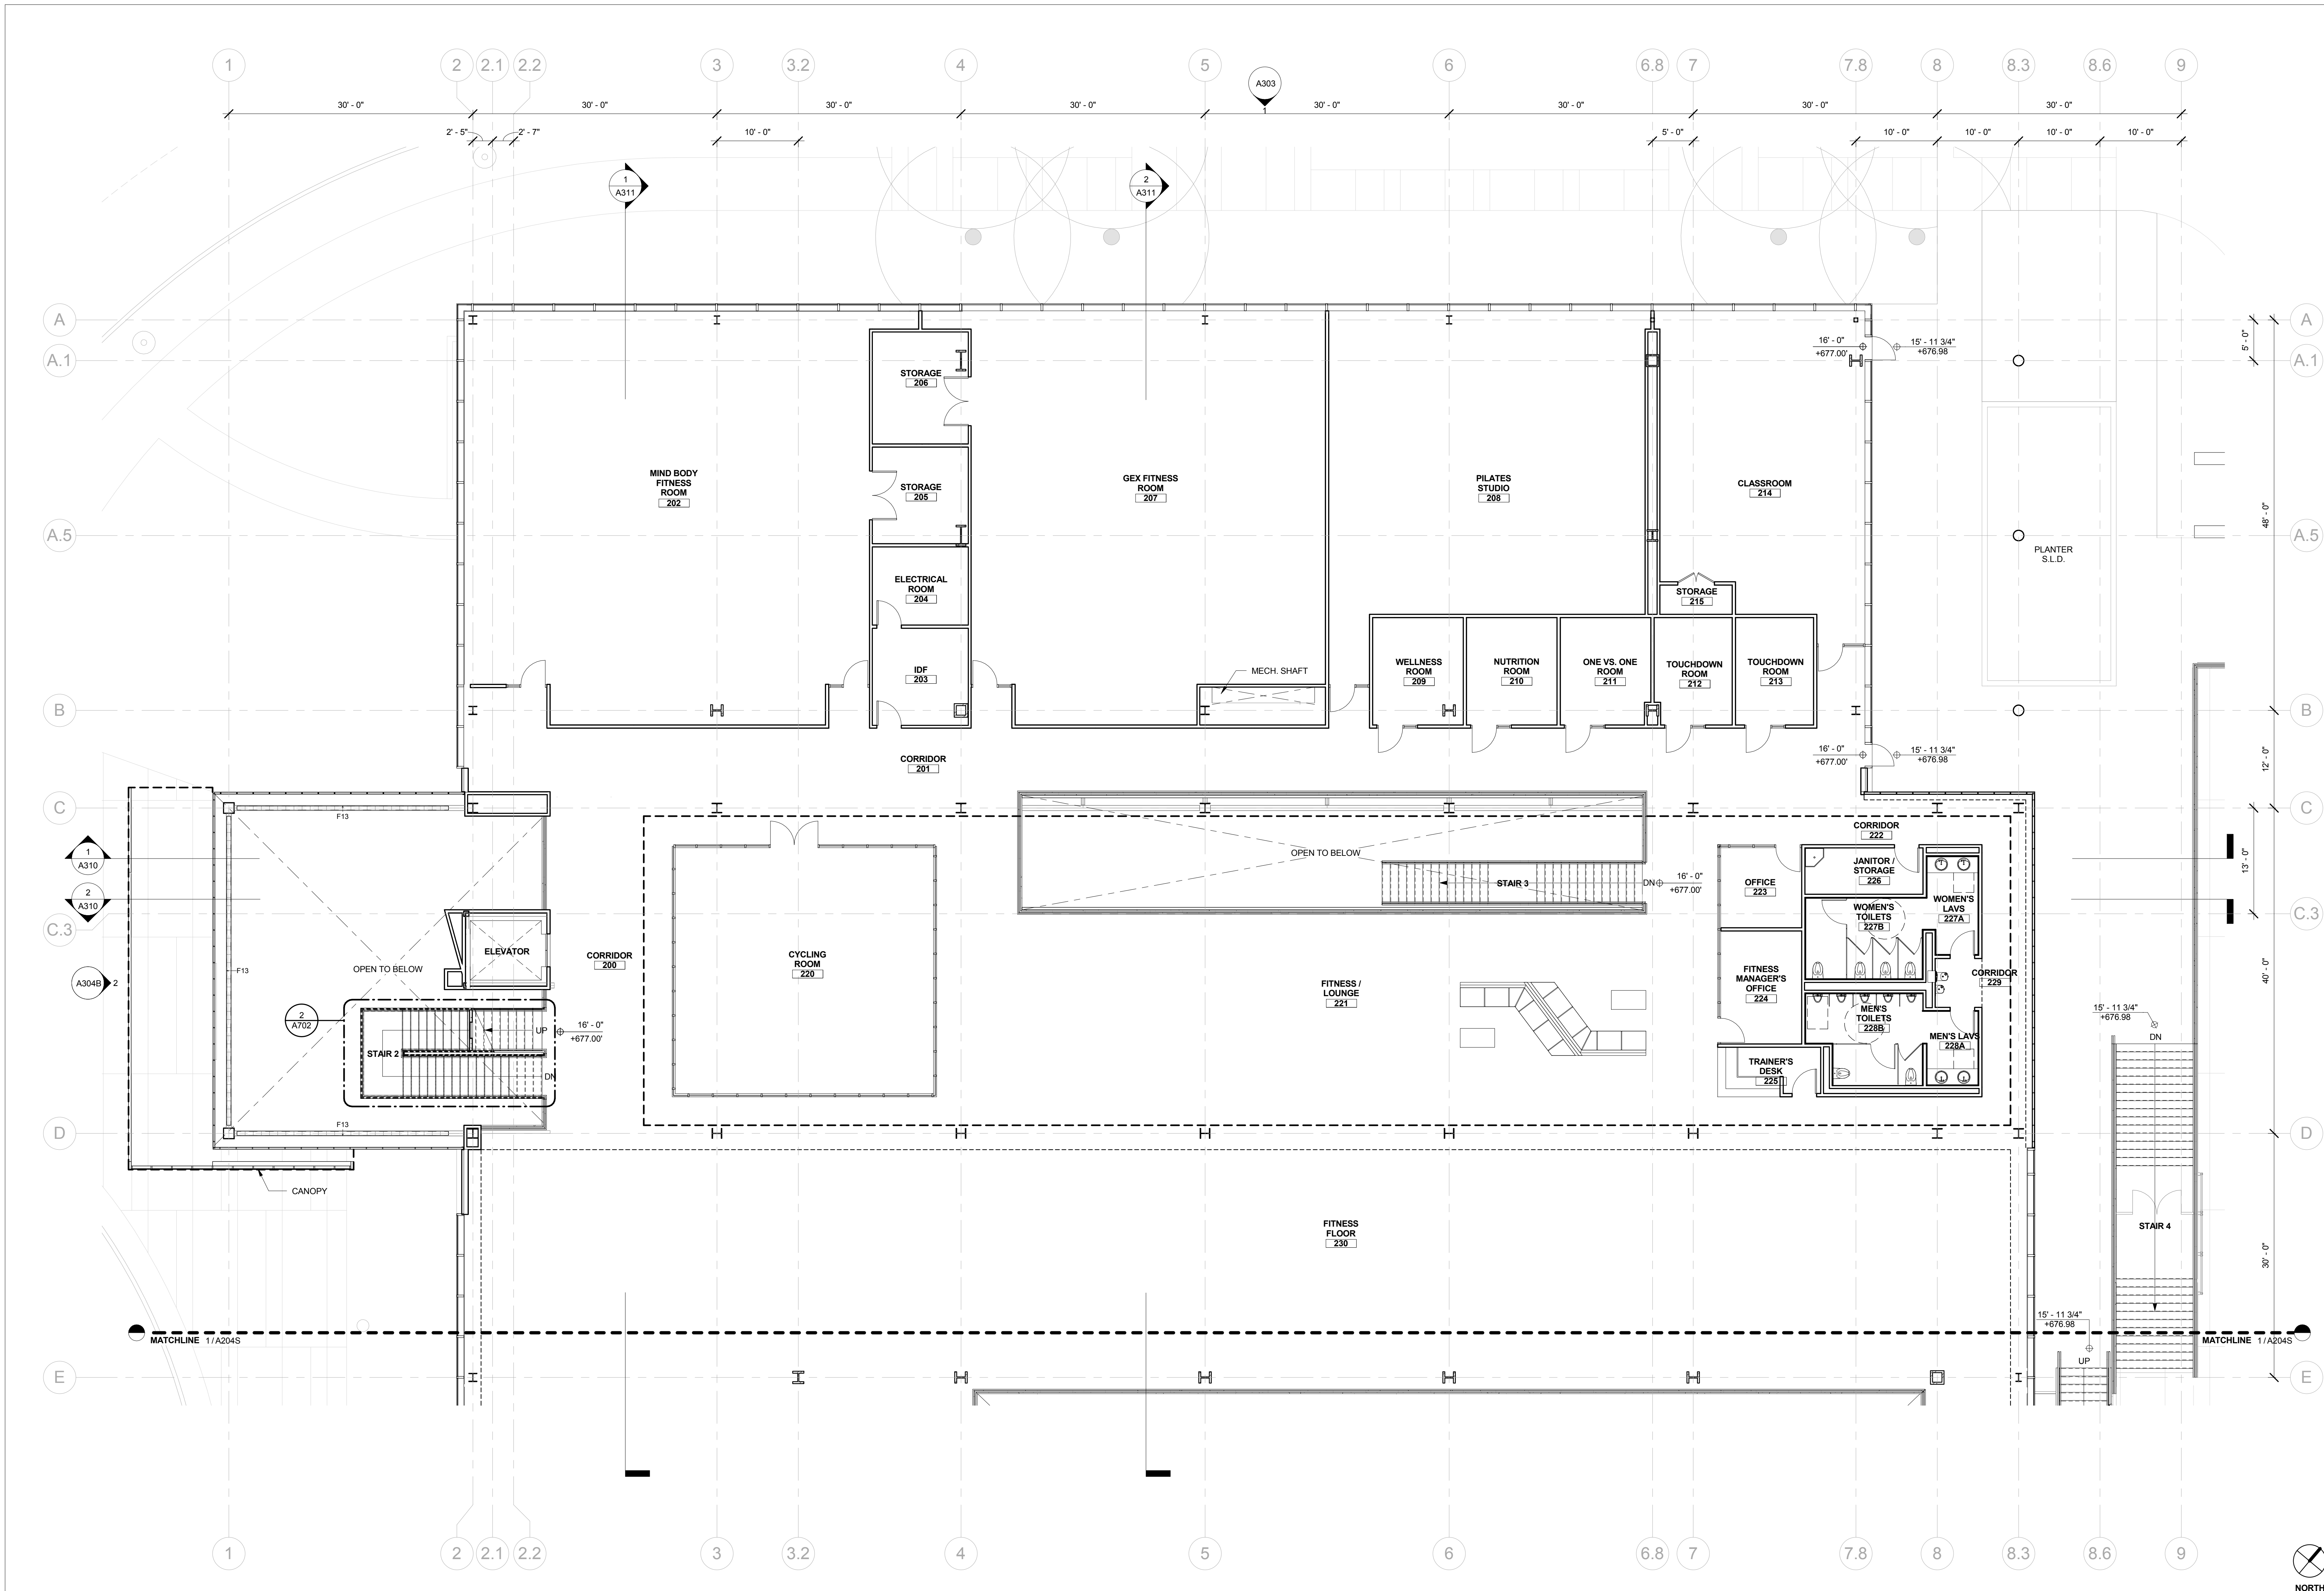 1 2 2.1 2.2 3 3.2 4 5 6 6.8 7 7.8 8 8.3 8.6 9
A303
1
30' - 0" 30' - 0" 30' - 0" 30' - 0" 30' - 0" 30' - 0" 30' - 0" 30' - 0"
2' - 5" 2' - 7" 10' - 0" 5' - 0" 10' - 0" 10' - 0" 10' - 0" 10' - 0"
1
A311
2
A311
A A
5' - 0"
16' - 0"
+677.00'
15' - 11 3/4"
+676.98
A.1 A.1
STORAGE
206
MIND BODY
FITNESS
ROOM
202
STORAGE
205
GEX FITNESS
ROOM
207
PILATES
STUDIO
208
CLASSROOM
214
48' - 0"
A.5 A.5
PLANTER
S.L.D.
ELECTRICAL
ROOM
204
STORAGE
215
IDF
203
MECH. SHAFT
WELLNESS
ROOM
209
NUTRITION
ROOM
210
ONE VS. ONE
ROOM
211
TOUCHDOWN
ROOM
212
TOUCHDOWN
ROOM
213
B B
CORRIDOR
201
16' - 0"
+677.00'
15' - 11 3/4"
+676.98
12' - 0"
C C
F13
1
A310
2
A310
CORRIDOR
222
OPEN TO BELOW
JANITOR /
STORAGE
226
13' - 0"
STAIR 3
DN
16' - 0"
+677.00'
OFFICE
223
WOMEN'S
LAVS
227A
WOMEN'S
TOILETS
227B
C.3 C.3
ELEVATOR
CORRIDOR
200
CYCLING
ROOM
220
OPEN TO BELOW
F13
A304B
2
FITNESS /
LOUNGE
221
FITNESS
MANAGER'S
OFFICE
224
CORRIDOR
229
40' - 0"
2
A702
UP
16' - 0"
+677.00'
MEN'S
TOILETS
228B
15' - 11 3/4"
+676.98
DN
STAIR 2
DN
MEN'S LAVS
228A
TRAINER'S
DESK
225
F13
D D
CANOPY
FITNESS
FLOOR
230
STAIR 4
30' - 0"
15' - 11 3/4"
+676.98
MATCHLINE 1 / A204S
MATCHLINE 1 / A204S
UP
E E
1 2 2.1 2.2 3 3.2 4 5 6 6.8 7 7.8 8 8.3 8.6 9
NORTH